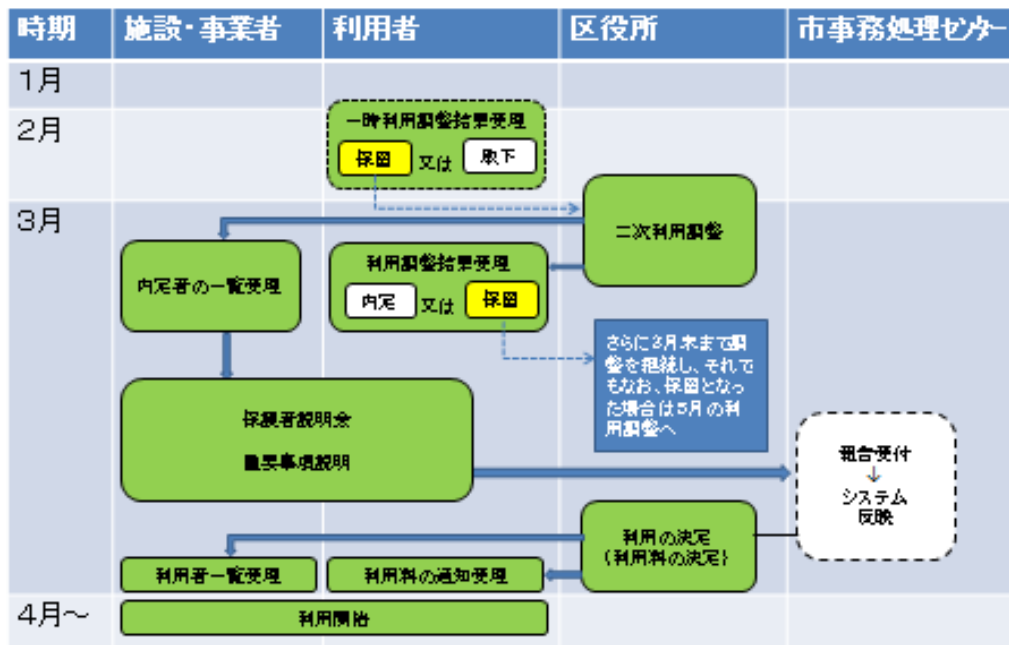 時期 施設・事業者 利用者 区役所 市事務処理センター
1月
2月
一時利用調整結果受理
保留 又は 取下
3月
二次利用調整
内定者の一覧受理
利用調整結果受理
内定 又は 保留
さらに3月末まで調
整を継続し、それで
もなお、保留となっ
た場合は5月の利
用調整へ
保護者説明会
重要事項説明
報告受付
↓
システム
反映
利用の決定
(利用料の決定)
利用者一覧受理
利用料の通知受理
4月～
利用開始